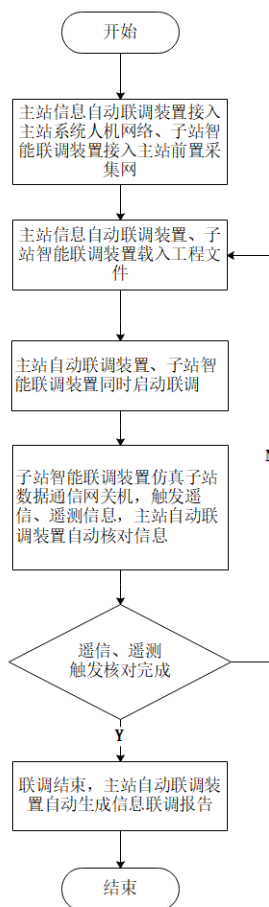 开始
主站信息自动联调装置接入
主站系统人机网络、子站智
能联调装置接入主站前置采
集网
主站信息自动联调装置、子
站智能联调装置载入工程文
件
主站自动联调装置、子站智
能联调装置同时启动联调
子站智能联调装置仿真子站
数据通信网关机，触发遥
信、遥测信息，主站自动联
调装置自动核对信息
N
遥信、遥测
触发核对完成
Y
联调结束，主站自动联调装
置自动生成信息联调报告
结束